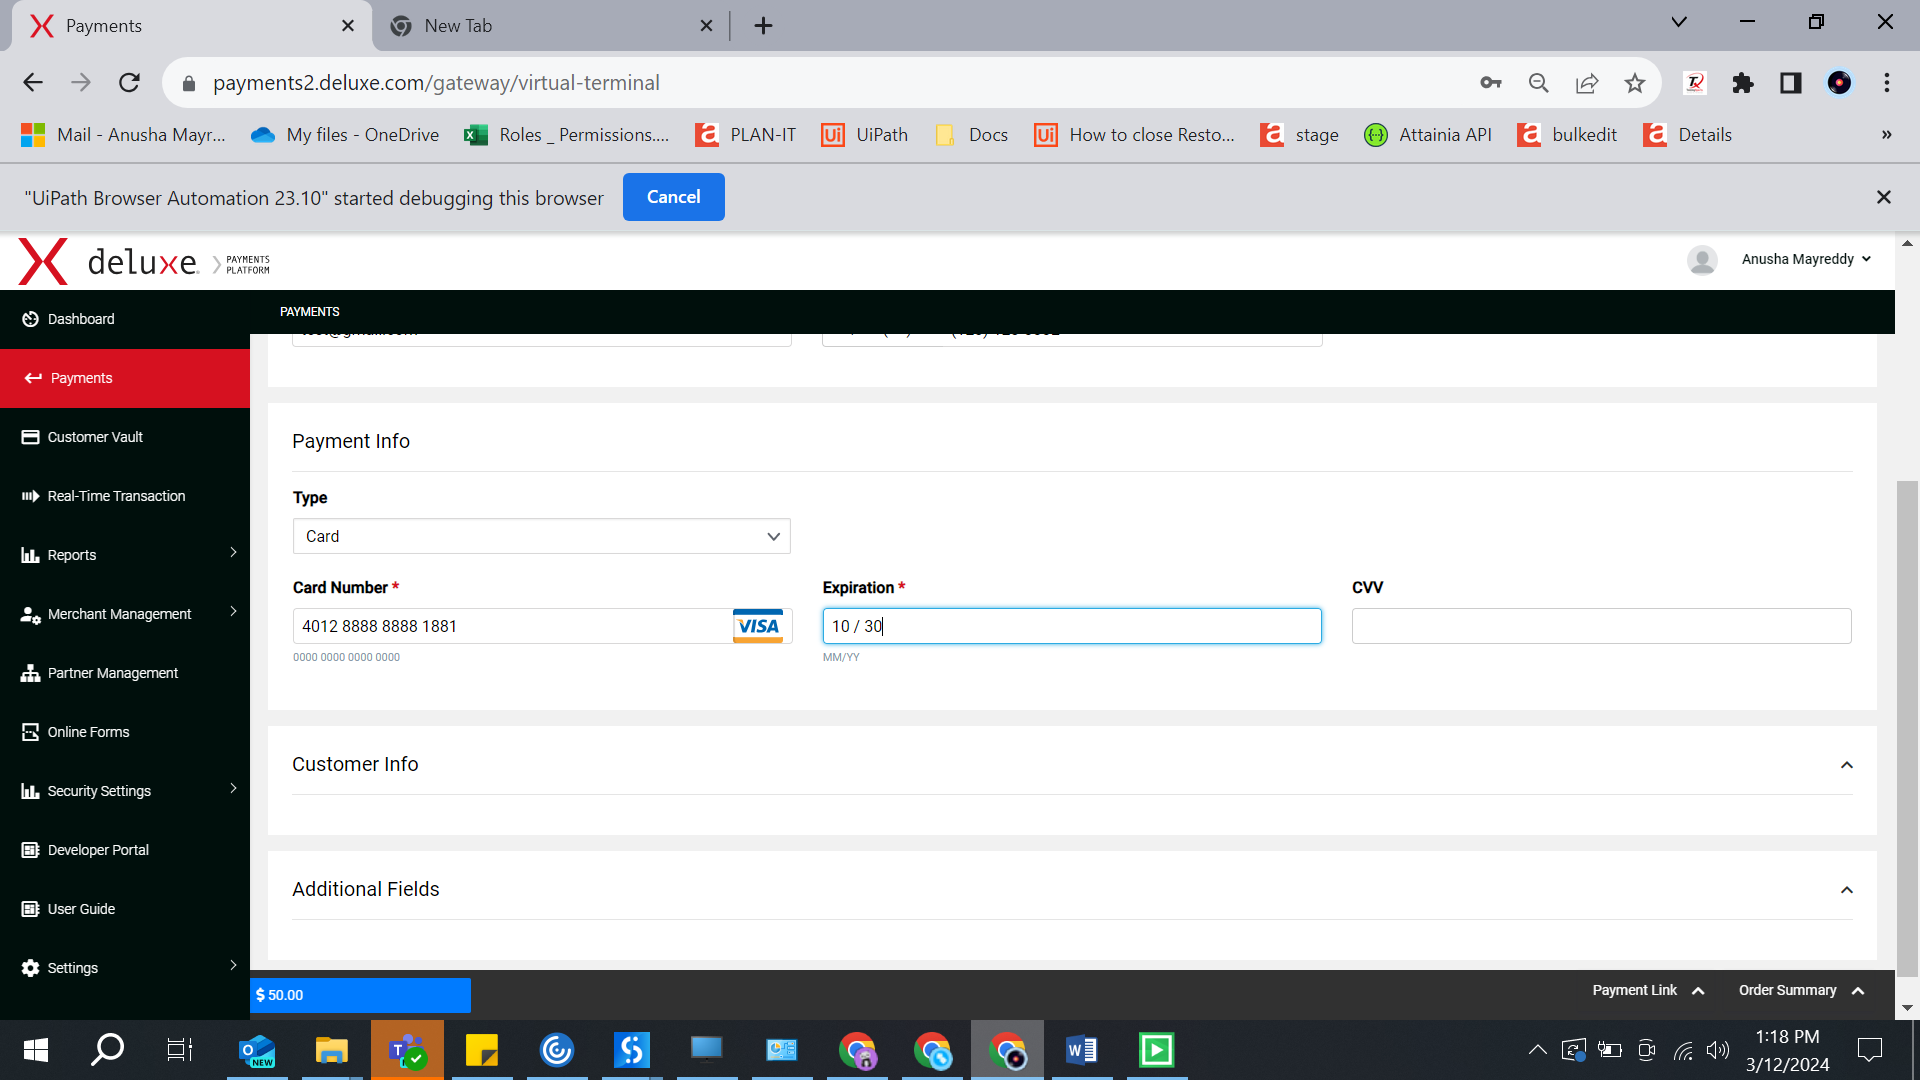 Payments
New Tab
payments2.deluxe.com/gateway/virtual-terminal
Mail - Anusha Mayr...
My files - OneDrive
Roles _ Permissions....
PLAN-IT
UiPath
Docs
How to close Resto...
stage
Attainia API
bulkedit
Details
»
"UiPath Browser Automation 23.10" started debugging this browser
Cancel
deluxe.
PAYMENTS
PLATFORM
Anusha Mayreddy
Dashboard
Payments
Customer Vault
Real-Time Transaction
Reports
Merchant Management
Partner Management
Online Forms
Security Settings
Developer Portal
User Guide
Settings
PAYMENTS
Payment Info
Type
Card
Card Number *
4012 8888 8888 1881
VISA
0000 0000 0000 0000
Expiration *
10 / 30
MM/YY
CVV
Customer Info
Additional Fields
$ 50.00
Payment Link
Order Summary
NEW
1:18 PM
3/12/2024